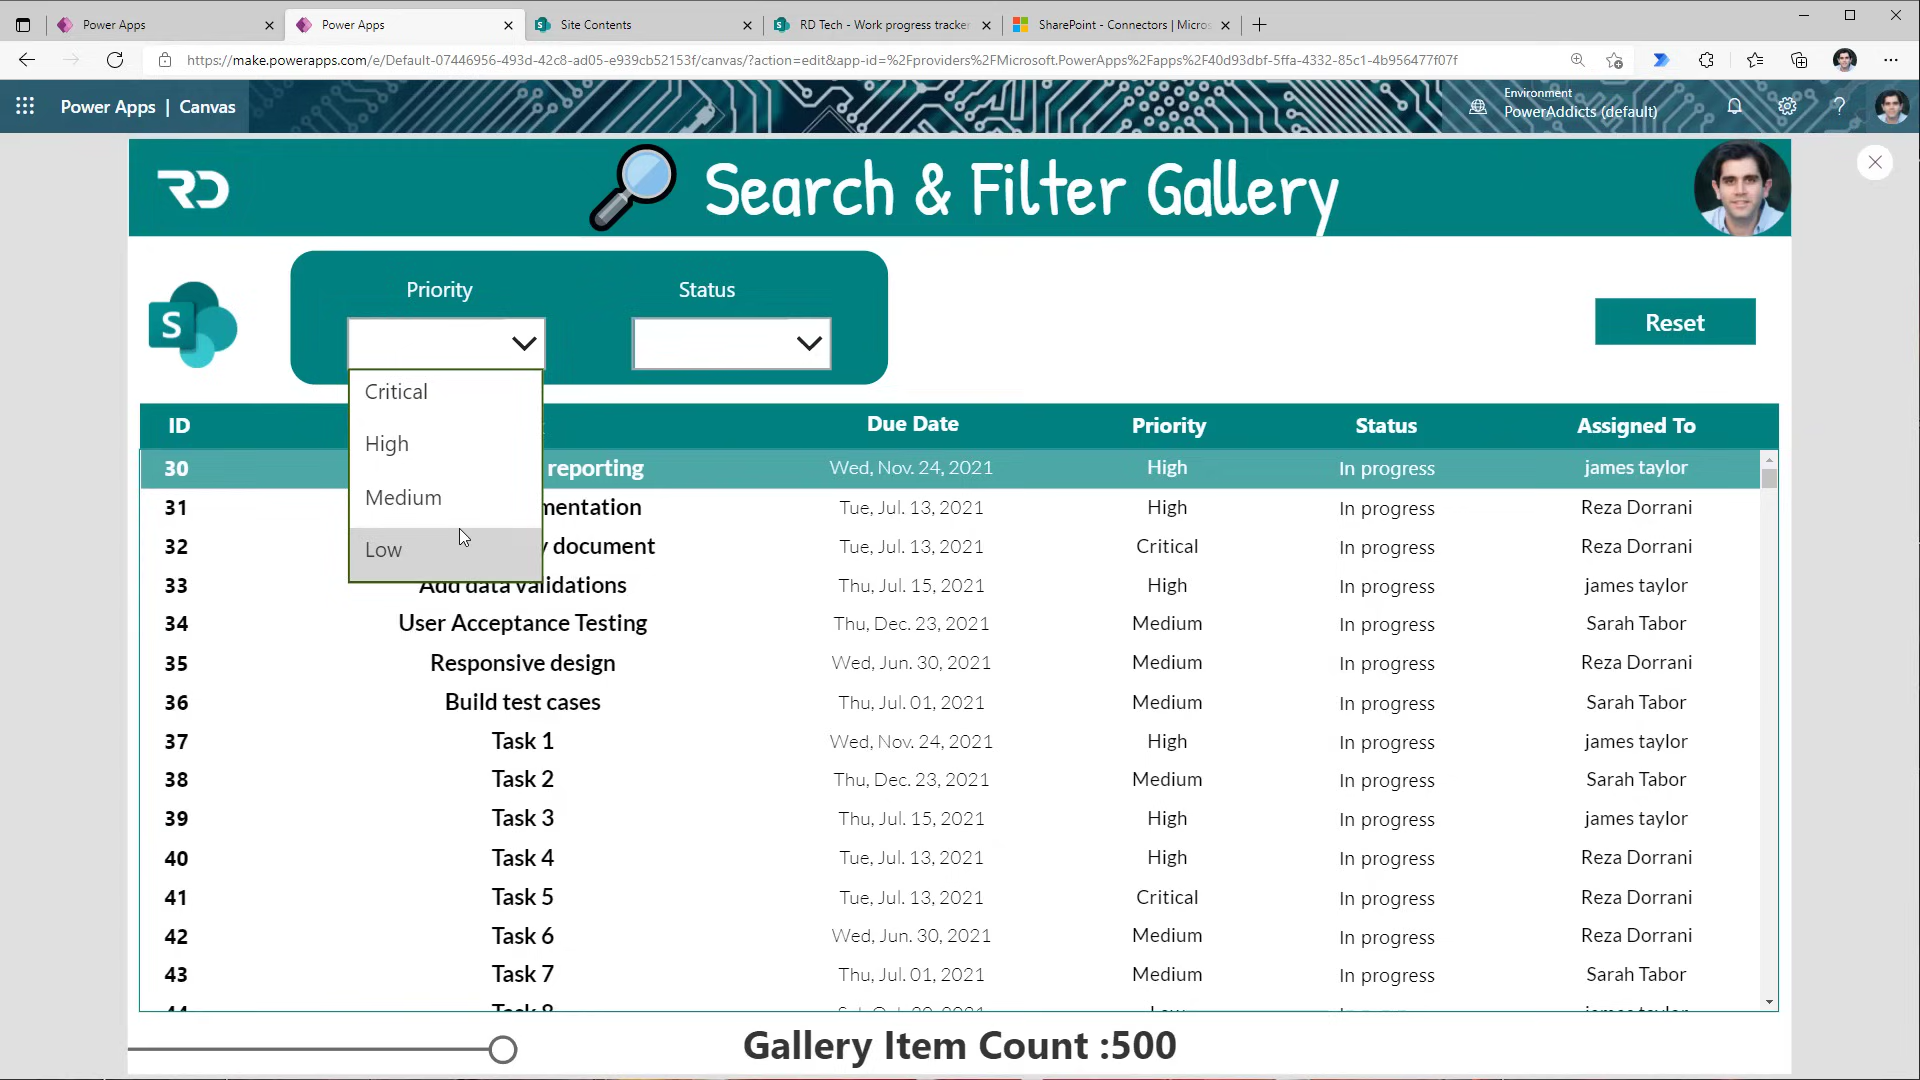 Power Apps
Power Apps
Site Contents
RD Tech - Work progress tracker
SharePoint - Connectors | Micros
https://make.powerapps.com/e/Default-07446956-493d-42c8-ad05-e939cb52153f/canvas/?action=edit&app-id=%2Fproviders%2FMicrosoft.PowerApps%2Fapps%2F40d93dbf-5ffa-4332-85c1-4b956477f07f
Power Apps | Canvas
Environment
PowerAddicts (default)
RD
Search & Filter Gallery
S
Priority
Status
Reset
Critical
High
Medium
Low
ID Due Date Priority Status Assigned To
30 reporting Wed, Nov. 24, 2021 High In progress james taylor
31 mentation Tue, Jul. 13, 2021 High In progress Reza Dorrani
32 y document Tue, Jul. 13, 2021 Critical In progress Reza Dorrani
33 Add data validations Thu, Jul. 15, 2021 High In progress james taylor
34 User Acceptance Testing Thu, Dec. 23, 2021 Medium In progress Sarah Tabor
35 Responsive design Wed, Jun. 30, 2021 Medium In progress Reza Dorrani
36 Build test cases Thu, Jul. 01, 2021 Medium In progress Sarah Tabor
37 Task 1 Wed, Nov. 24, 2021 High In progress james taylor
38 Task 2 Thu, Dec. 23, 2021 Medium In progress Sarah Tabor
39 Task 3 Thu, Jul. 15, 2021 High In progress james taylor
40 Task 4 Tue, Jul. 13, 2021 High In progress Reza Dorrani
41 Task 5 Tue, Jul. 13, 2021 Critical In progress Reza Dorrani
42 Task 6 Wed, Jun. 30, 2021 Medium In progress Reza Dorrani
43 Task 7 Thu, Jul. 01, 2021 Medium In progress Sarah Tabor
44 Task 8
Gallery Item Count :500